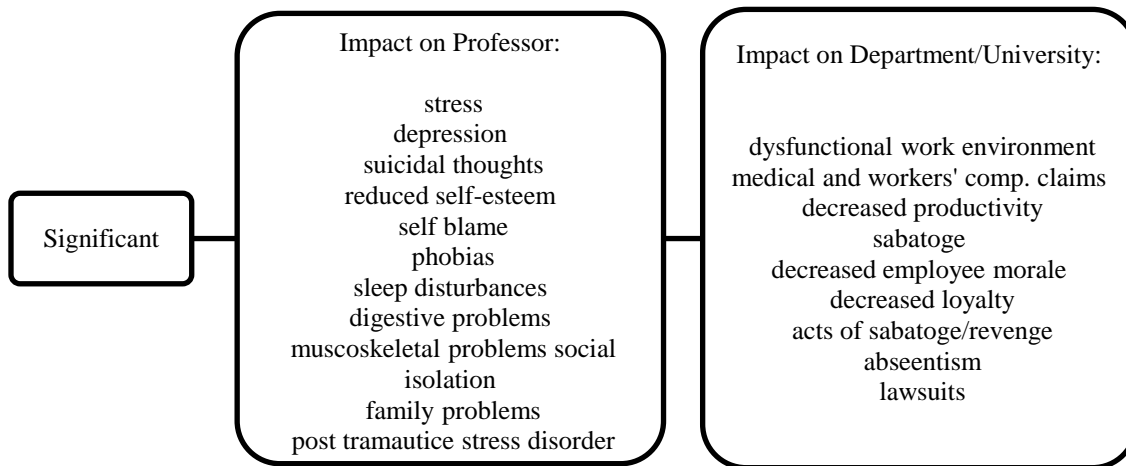 Significant
Impact on Professor:
stress
depression
suicidal thoughts
reduced self-esteem
self blame
phobias
sleep disturbances
digestive problems
muscoskeletal problems social
isolation
family problems
post tramautice stress disorder
Impact on Department/University:
dysfunctional work environment
medical and workers' comp. claims
decreased productivity
sabatoge
decreased employee morale
decreased loyalty
acts of sabatoge/revenge
abseentism
lawsuits